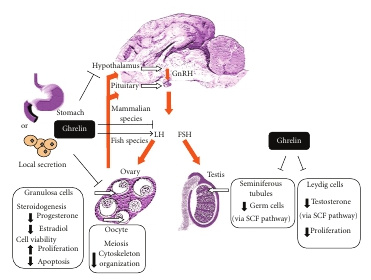 Hypothalamus
GnRH
Pituitary
Stomach
or
Ghrelin
Local secretion
Mammalian
species
Fish species
LH
FSH
Ghrelin
Ovary
Testis
Granulosa cells
Steroidogenesis
Progesterone
Estradiol
Cell viability
Proliferation
Apoptosis
Oocyte
Meiosis
Cytoskeleton
organization
Seminiferous
tubules
Germ cells
(via SCF pathway)
Leydig cells
Testosterone
(via SCF pathway)
Proliferation